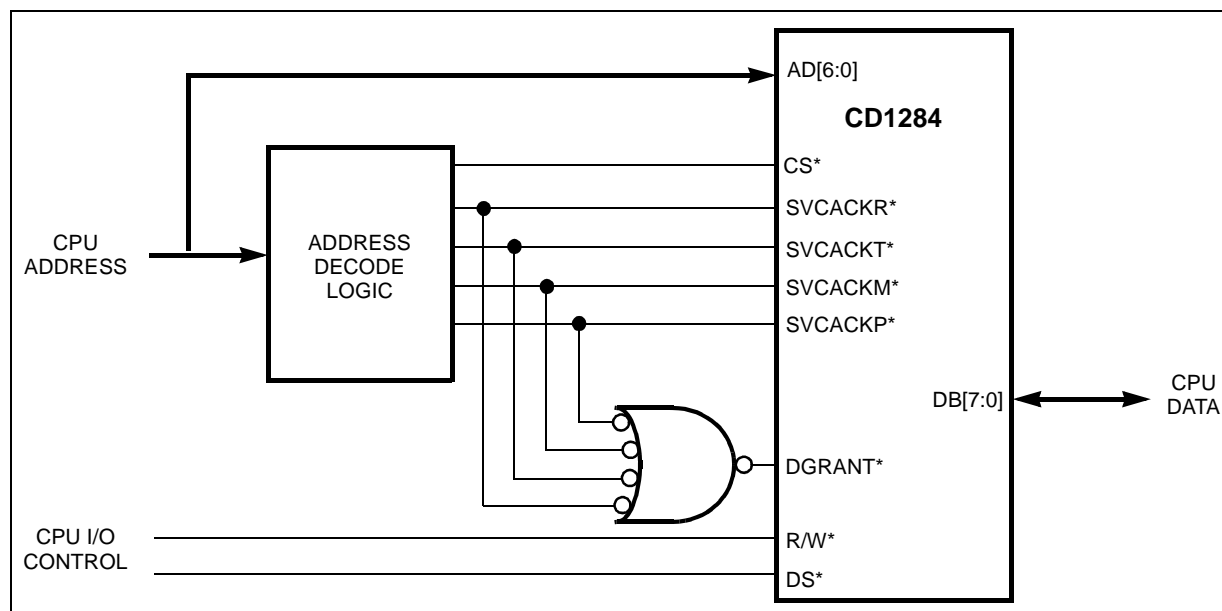 AD[6:0]
CD1284
CS*
SVCACKR*
SVCACKT*
SVCACKM*
SVCACKP*
CPU
ADDRESS
ADDRESS
DECODE
LOGIC
DB[7:0]
CPU
DATA
DGRANT*
CPU I/O
CONTROL
R/W*
DS*